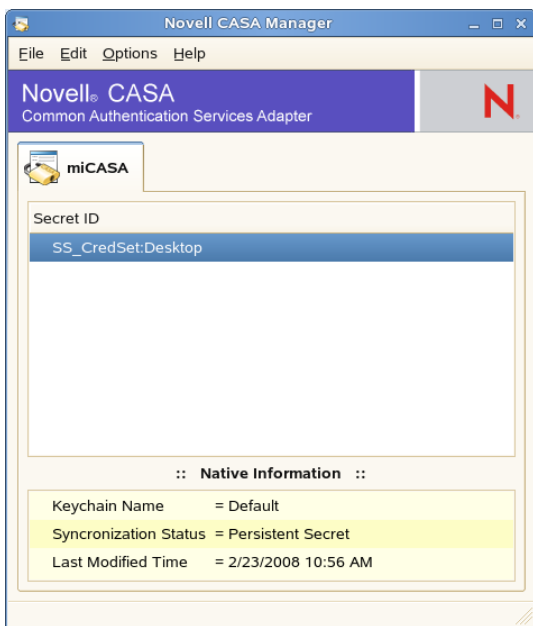 Novell CASA Manager
File Edit Options Help
Novell® CASA
Common Authentication Services Adapter
N
miCASA
Secret ID
SS_CredSet:Desktop
:: Native Information ::
Keychain Name = Default
Syncronization Status = Persistent Secret
Last Modified Time = 2/23/2008 10:56 AM